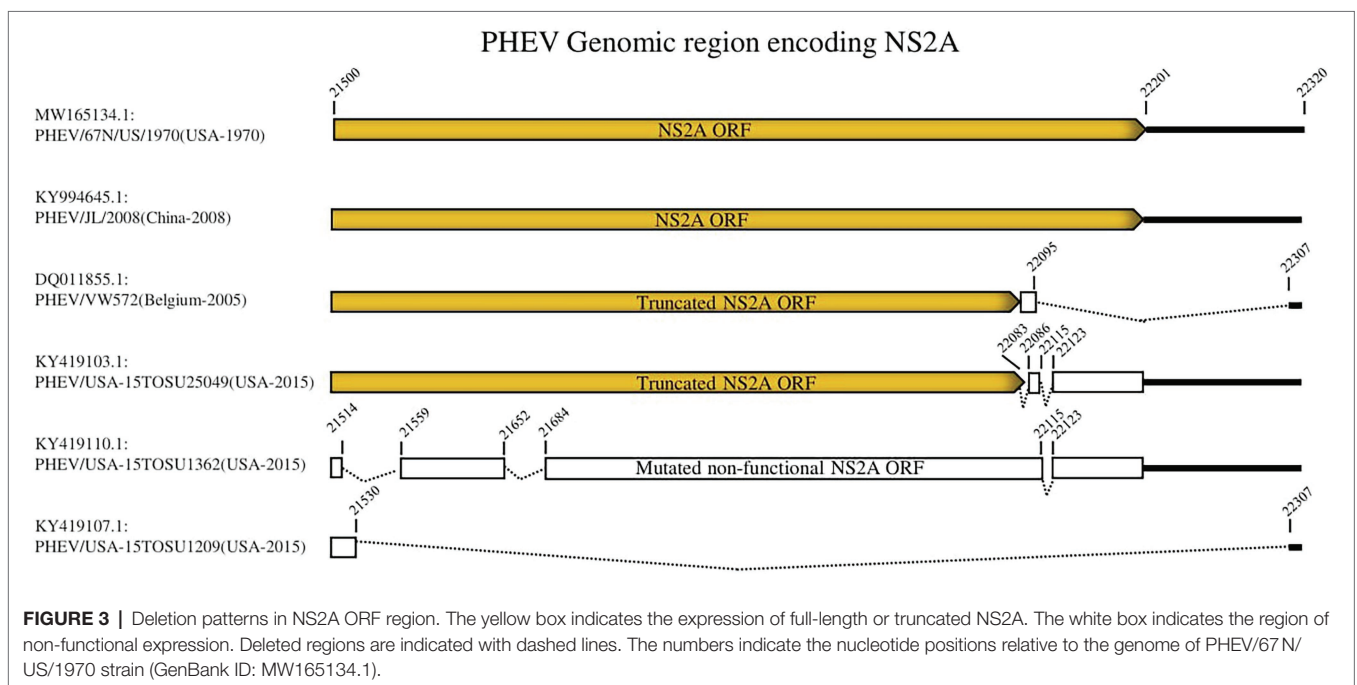 PHEV Genomic region encoding NS2A
21500
22201
22320
MW165134.1:
PHEV/67N/US/1970(USA-1970)
NS2A ORF
KY994645.1:
PHEV/JL/2008(China-2008)
NS2A ORF
22095
22307
DQ011855.1:
PHEV/VW572(Belgium-2005)
Truncated NS2A ORF
22083
22086
22115
22123
KY419103.1:
PHEV/USA-15TOSU25049(USA-2015)
Truncated NS2A ORF
21514
21559
21652
21684
22115
22123
KY419110.1:
PHEV/USA-15TOSU1362(USA-2015)
Mutated non-functional NS2A ORF
21530
22307
KY419107.1:
PHEV/USA-15TOSU1209(USA-2015)
FIGURE 3 | Deletion patterns in NS2A ORF region. The yellow box indicates the expression of full-length or truncated NS2A. The white box indicates the region of
non-functional expression. Deleted regions are indicated with dashed lines. The numbers indicate the nucleotide positions relative to the genome of PHEV/67 N/
US/1970 strain (GenBank ID: MW165134.1).